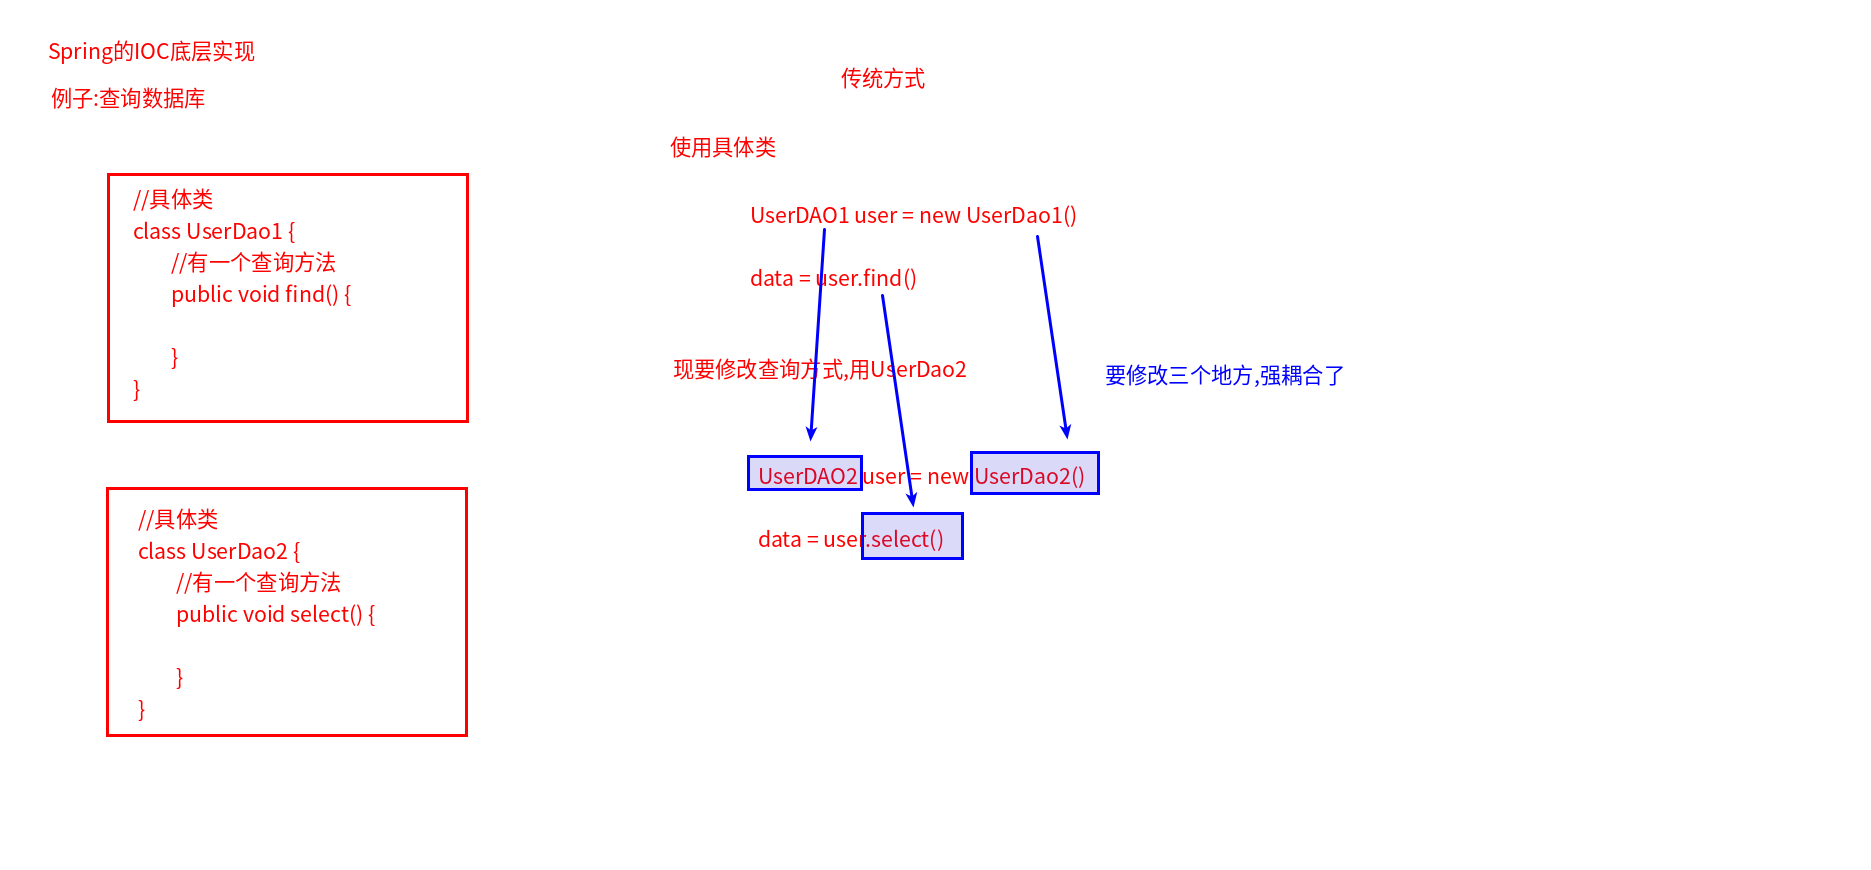 Spring的IOC底层实现
例子:查询数据库
//具体类
class UserDao1 {
//有一个查询方法
public void find() {
}
}
//具体类
class UserDao2 {
//有一个查询方法
public void select() {
}
}
传统方式
使用具体类
UserDAO1 user = new UserDao1()
data = user.find()
现要修改查询方式,用UserDao2
要修改三个地方,强耦合了
UserDAO2 user = new UserDao2()
data = user.select()